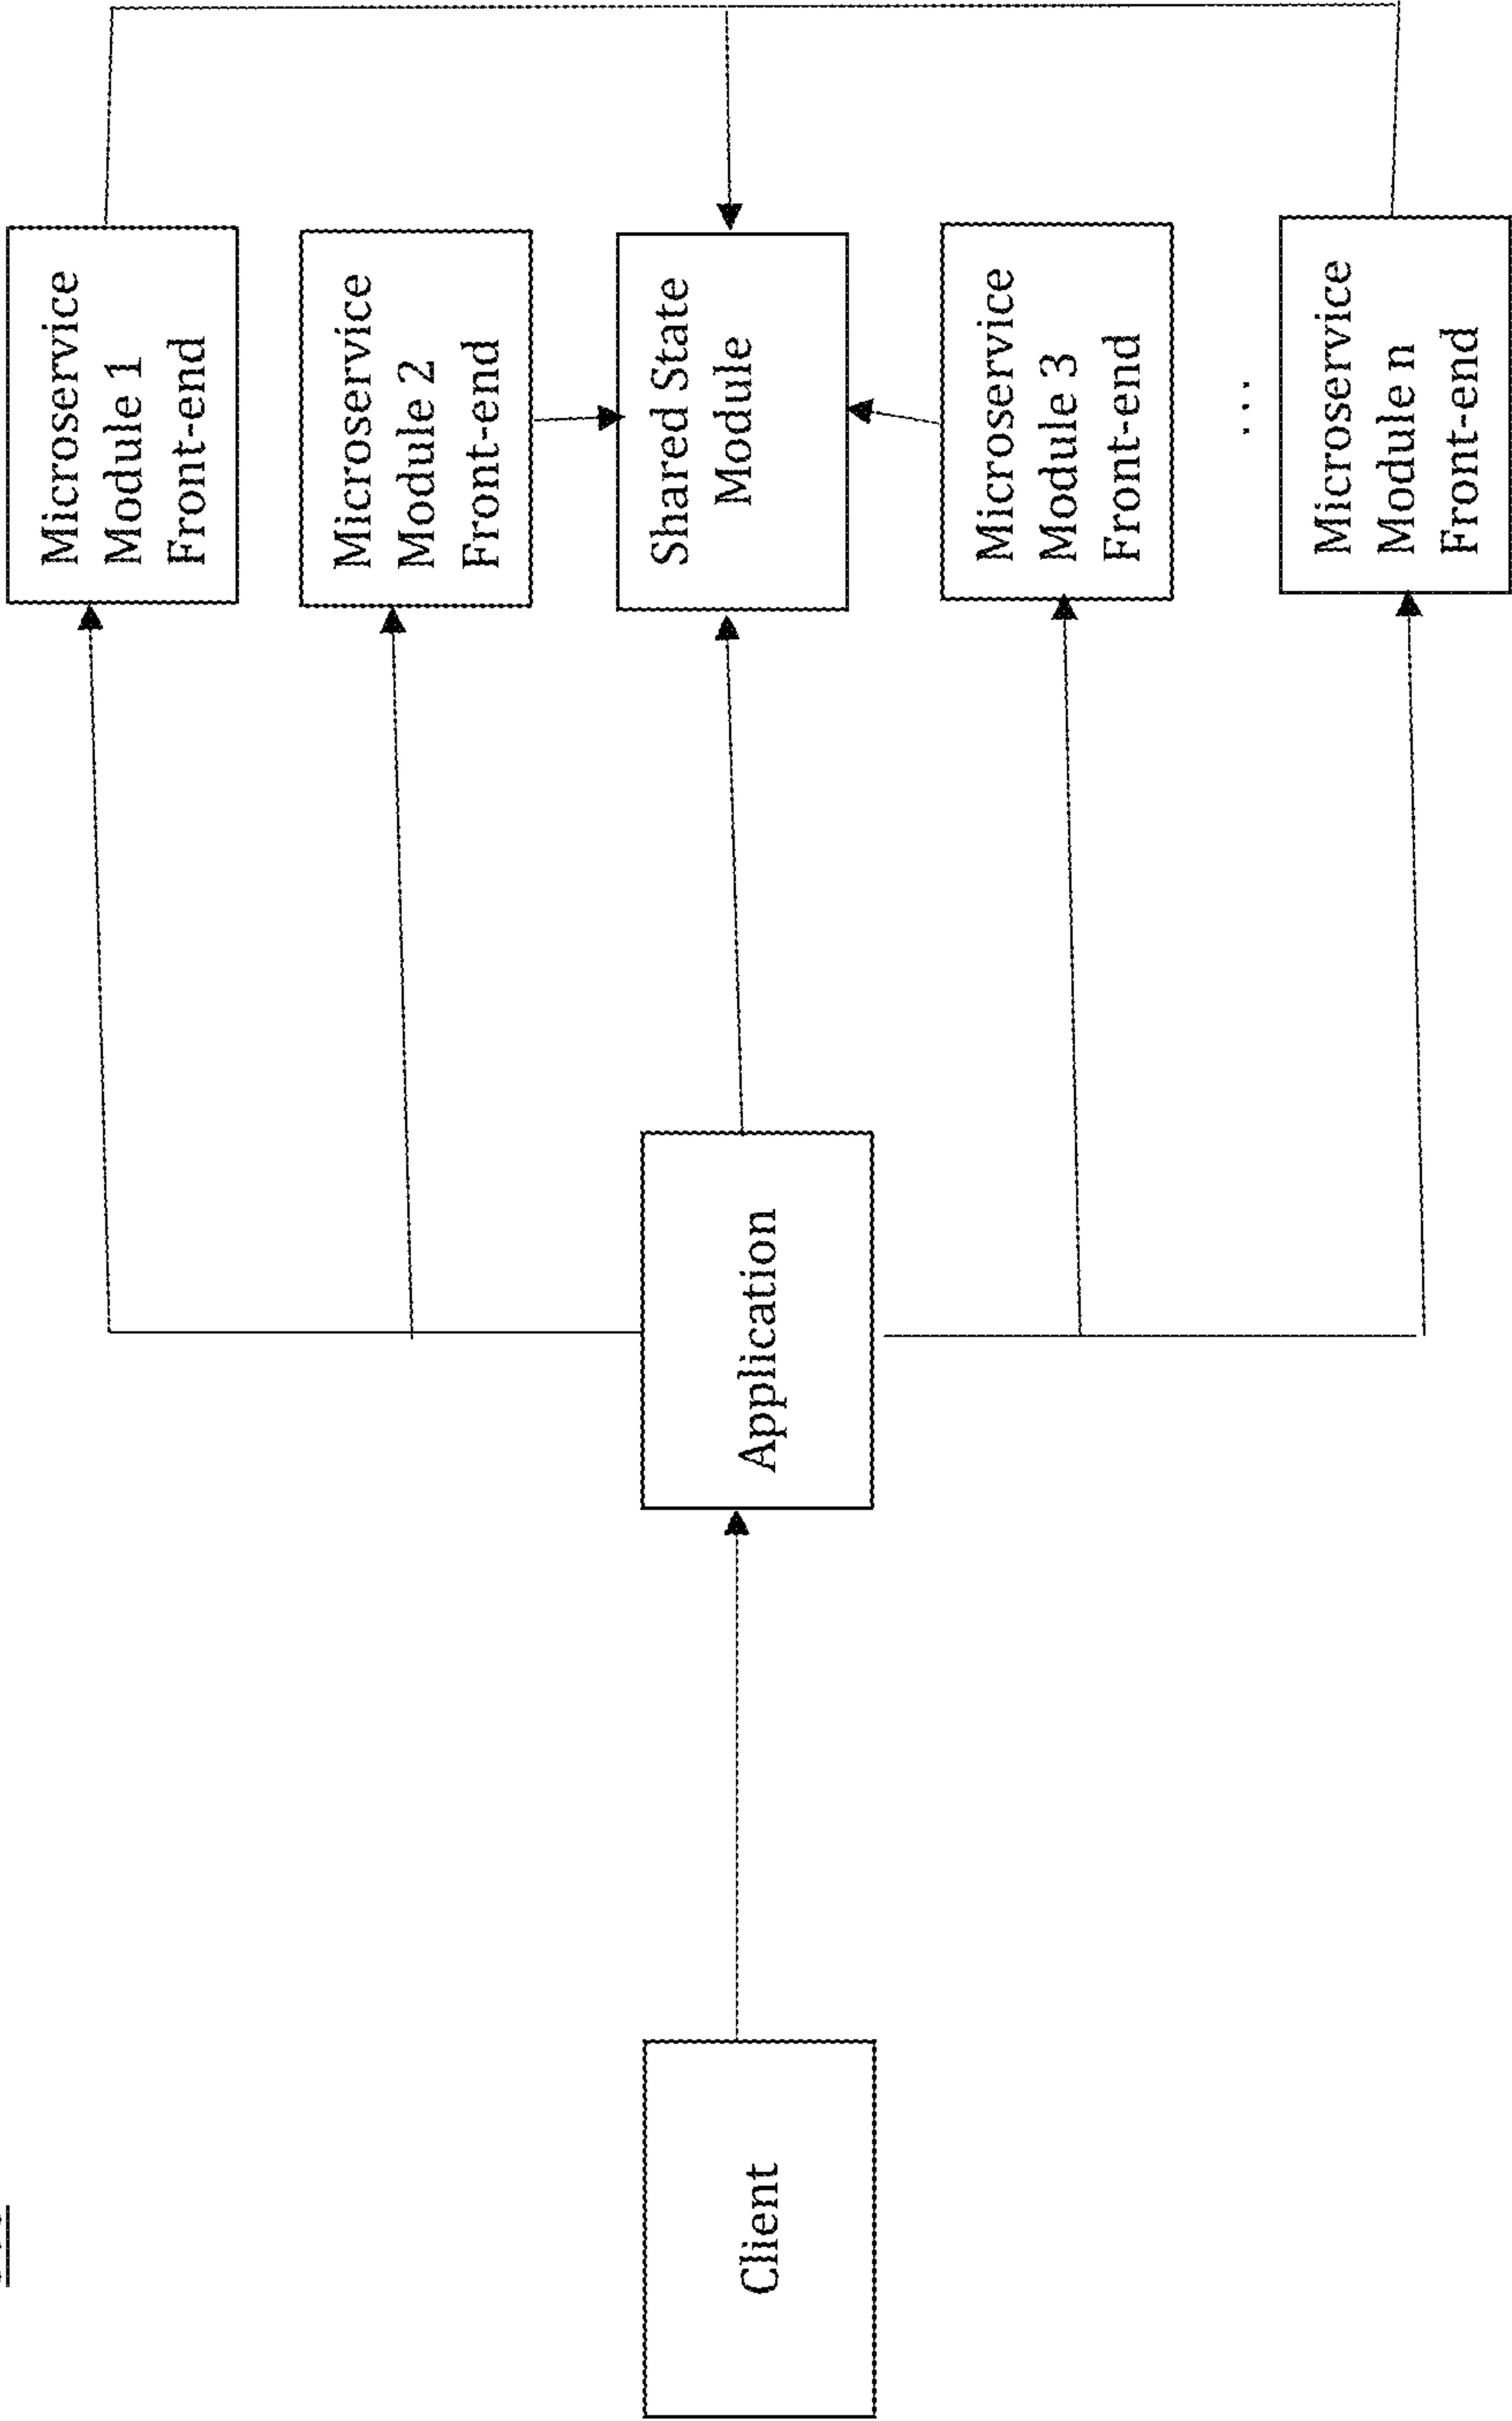 Microservice
Module 1
Front-end
Microservice
Module 2
Front-end
Shared State
Module
Microservice
Module 3
Front-end
...
Microservice
Module n
Front-end
Application
Client